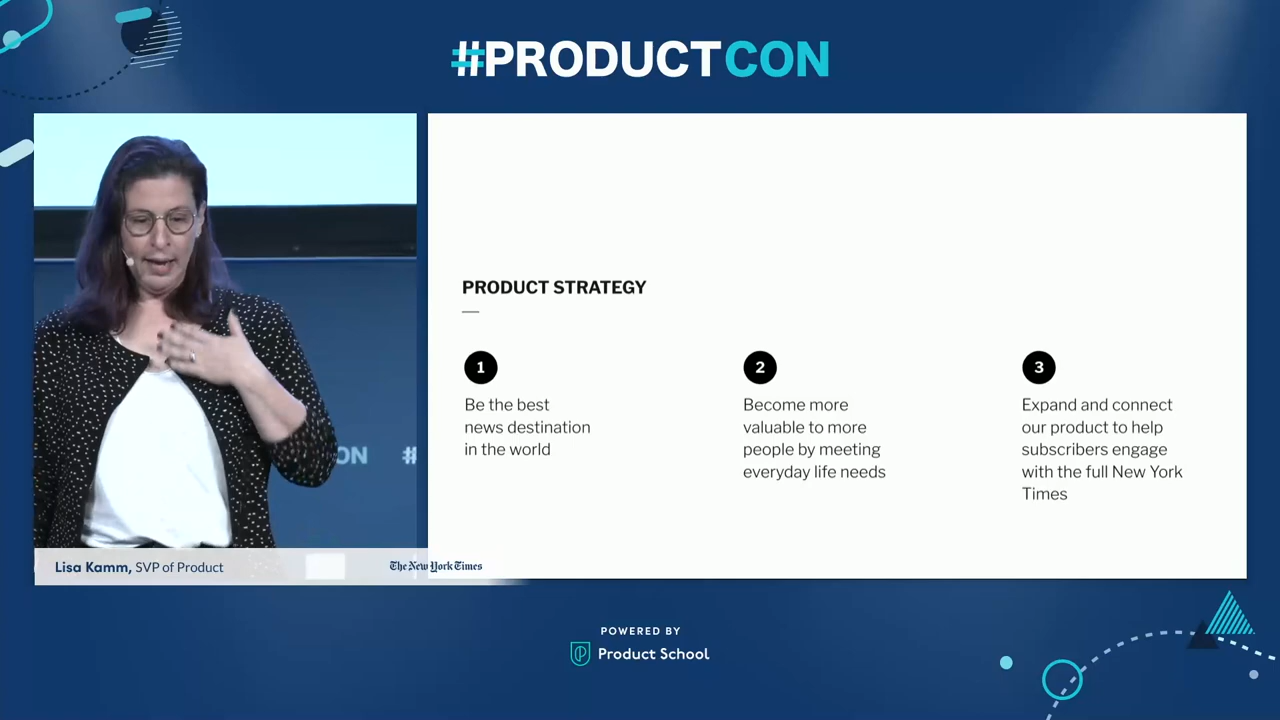 #PRODUCTCON
PRODUCT STRATEGY
1
Be the best
news destination
in the world
2
Become more
valuable to more
people by meeting
everyday life needs
3
Expand and connect
our product to help
subscribers engage
with the full New York
Times
ON #
Lisa Kamm, SVP of Product
The New York Times
POWERED BY
Product School